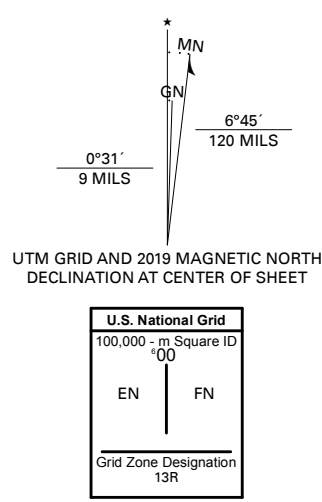 ★
MN
GN
6°45´
120 MILS
0°31´
9 MILS
UTM GRID AND 2019 MAGNETIC NORTH
DECLINATION AT CENTER OF SHEET
U.S. National Grid
100,000 - m Square ID
⁶00
EN FN
Grid Zone Designation
13R